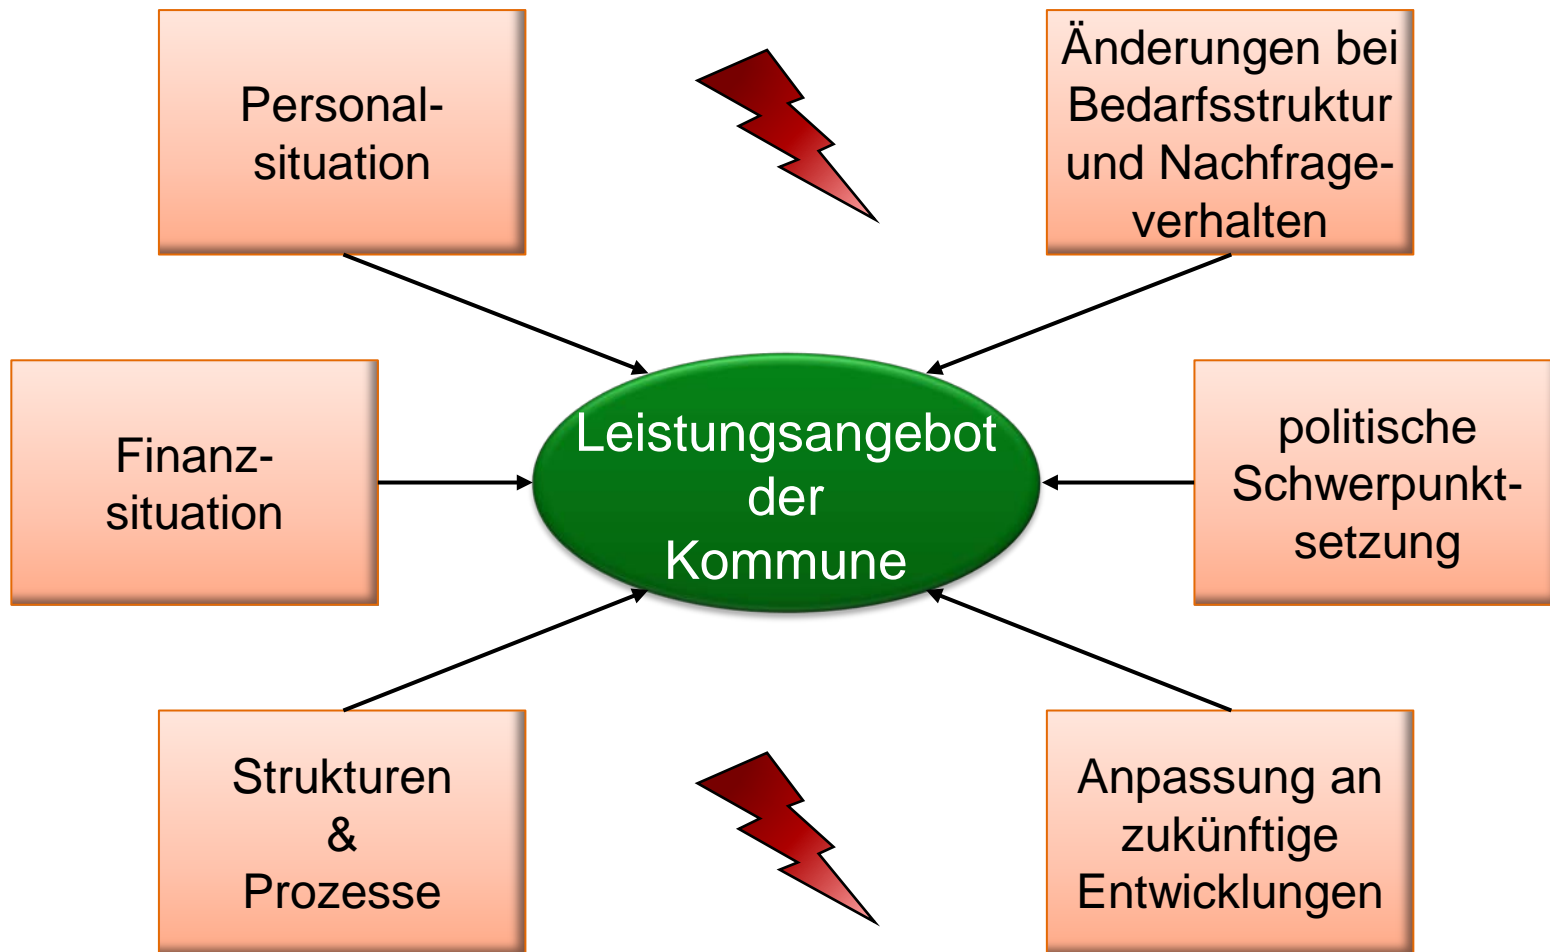 Personal-
situation
Änderungen bei
Bedarfsstruktur
und Nachfrage-
verhalten
Finanz-
situation
Leistungsangebot
der
Kommune
politische
Schwerpunkt-
setzung
Strukturen
&
Prozesse
Anpassung an
zukünftige
Entwicklungen